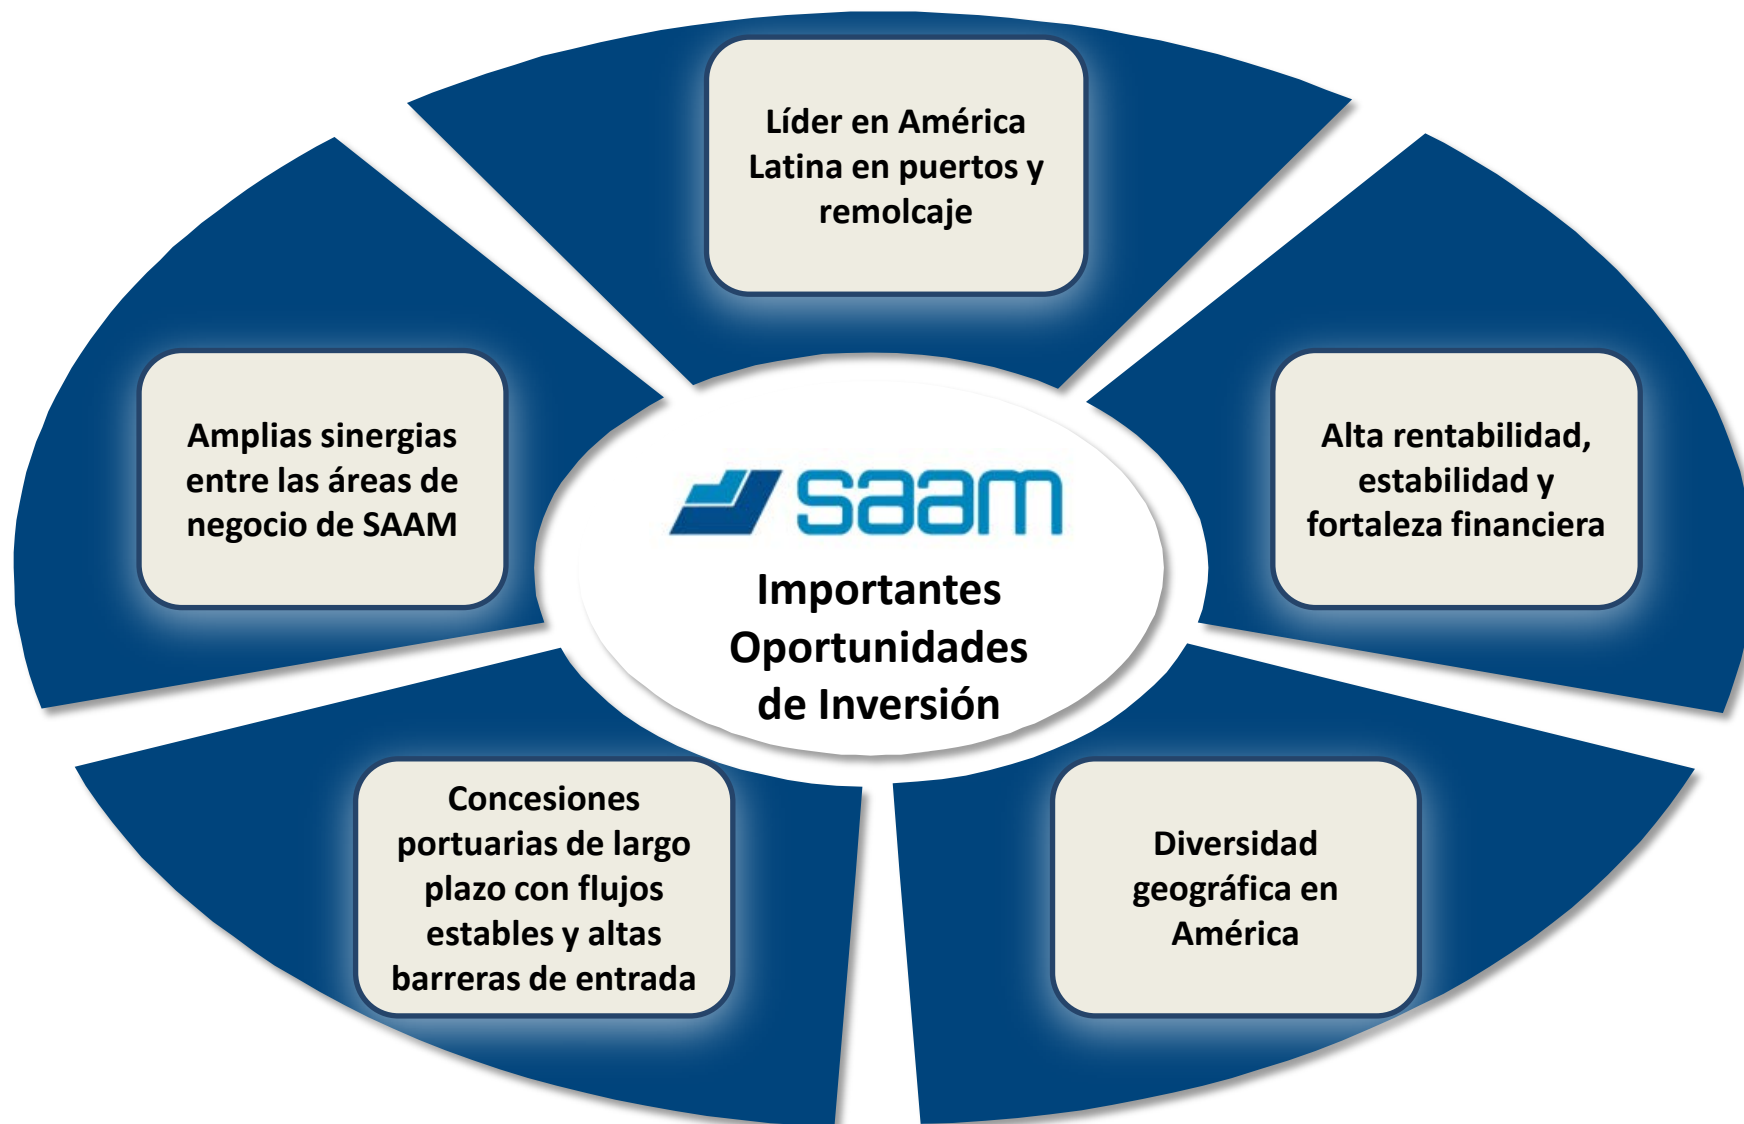 Líder en América
Latina en puertos y
remolcaje
Alta rentabilidad,
estabilidad y
fortaleza financiera
Diversidad
geográfica en
América
Concesiones
portuarias de largo
plazo con flujos
estables y altas
barreras de entrada
Amplias sinergias
entre las áreas de
negocio de SAAM
saam
Importantes
Oportunidades
de Inversión